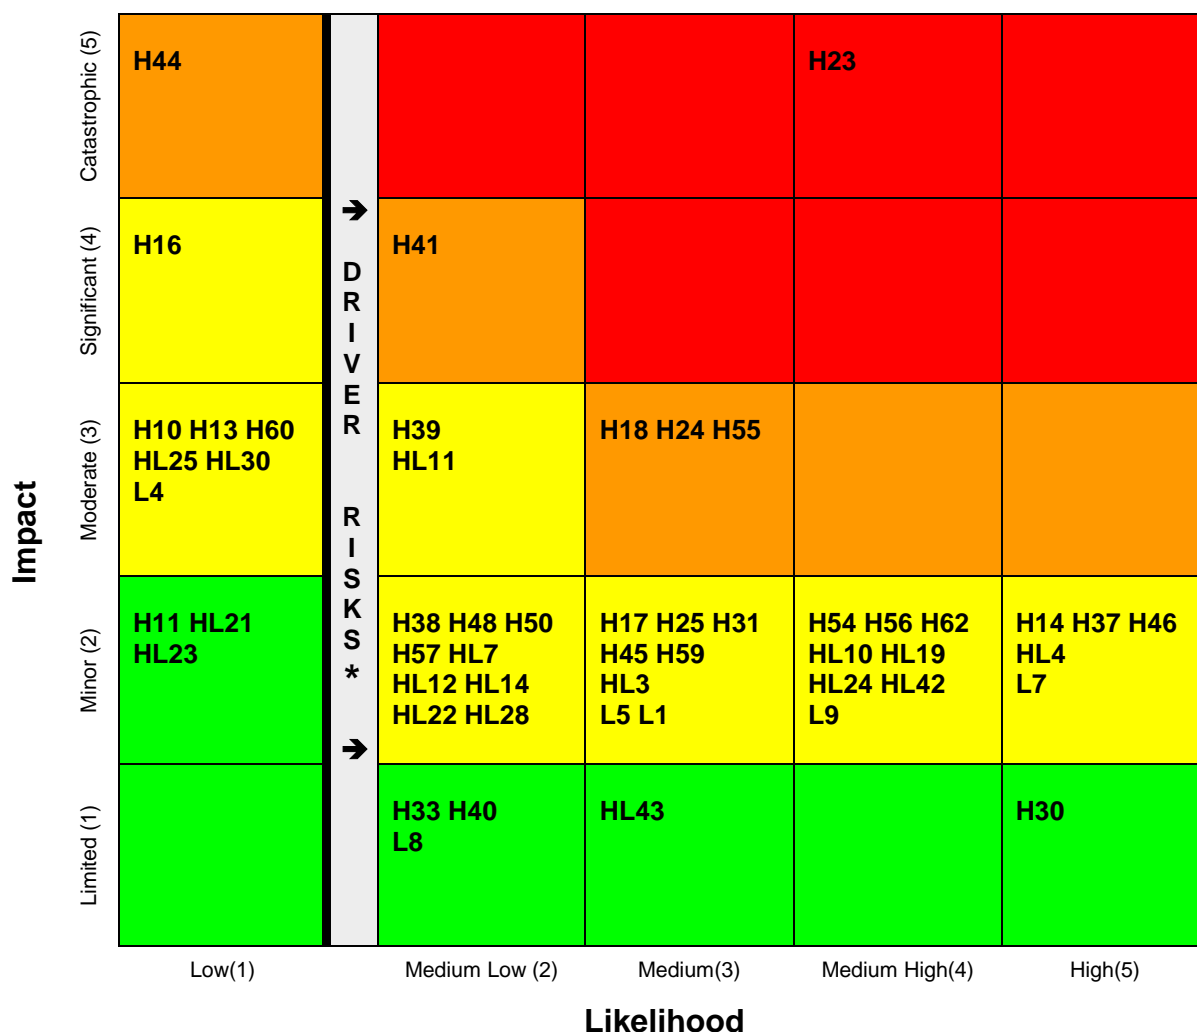 Impact
Catastrophic (5)
H44
H23
Significant (4)
H16
H41
Moderate (3)
H10 H13 H60
HL25 HL30
L4
H39
HL11
H18 H24 H55
Minor (2)
H11 HL21
HL23
H38 H48 H50
H57 HL7
HL12 HL14
HL22 HL28
H17 H25 H31
H45 H59
HL3
L5 L1
H54 H56 H62
HL10 HL19
HL24 HL42
L9
H14 H37 H46
HL4
L7
Limited (1)
H33 H40
L8
HL43
H30
➔ DRIVER RISKS* ➔
Low(1)
Medium Low (2)
Medium(3)
Medium High(4)
High(5)
Likelihood